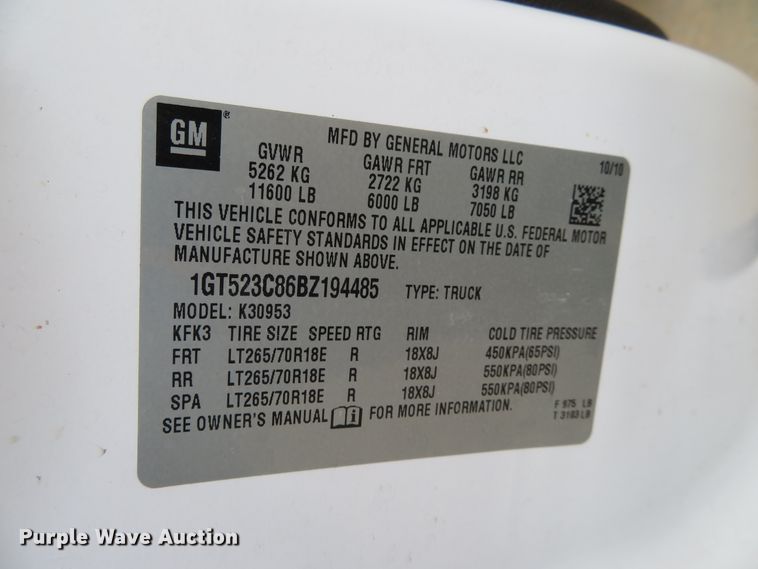 GM ®
MFD BY GENERAL MOTORS LLC
10/10
GVWR GAWR FRT GAWR RR
5262 KG 2722 KG 3198 KG
11600 LB 6000 LB 7050 LB
THIS VEHICLE CONFORMS TO ALL APPLICABLE U.S. FEDERAL MOTOR
VEHICLE SAFETY STANDARDS IN EFFECT ON THE DATE OF
MANUFACTURE SHOWN ABOVE.
1GT523C86BZ194485 TYPE: TRUCK
MODEL: K30953
KFK3 TIRE SIZE SPEED RTG RIM COLD TIRE PRESSURE
FRT LT265/70R18E R 18X8J 450KPA(65PSI)
RR LT265/70R18E R 18X8J 550KPA(80PSI)
SPA LT265/70R18E R 18X8J 550KPA(80PSI)
SEE OWNER'S MANUAL FOR MORE INFORMATION.
F 975 LB
T 3183 LB
Purple Wave Auction